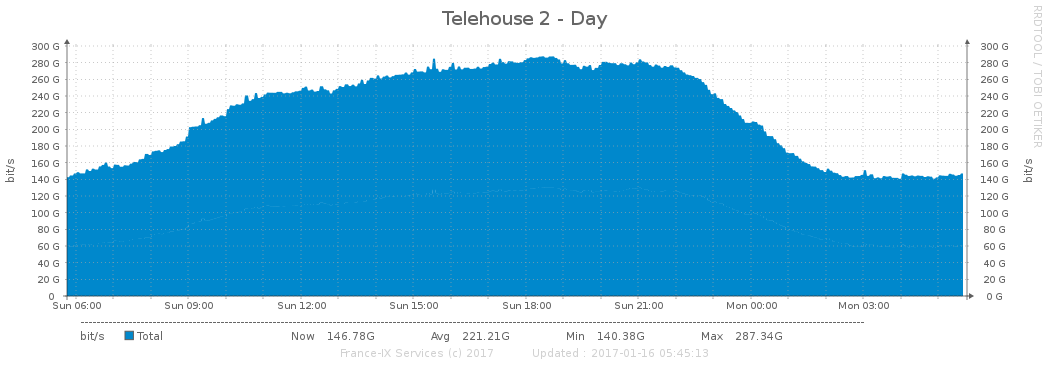 Telehouse 2 - Day
RRDTOOL / TOBI OETIKER
bit/s
300 G
280 G
260 G
240 G
220 G
200 G
180 G
160 G
140 G
120 G
100 G
80 G
60 G
40 G
20 G
0
300 G
280 G
260 G
240 G
220 G
200 G
180 G
160 G
140 G
120 G
100 G
80 G
60 G
40 G
20 G
0 G
bit/s
Sun 06:00 Sun 09:00 Sun 12:00 Sun 15:00 Sun 18:00 Sun 21:00 Mon 00:00 Mon 03:00
bit/s Total Now 146.78G Avg 221.21G Min 140.38G Max 287.34G
France-IX Services (c) 2017 Updated : 2017-01-16 05:45:13